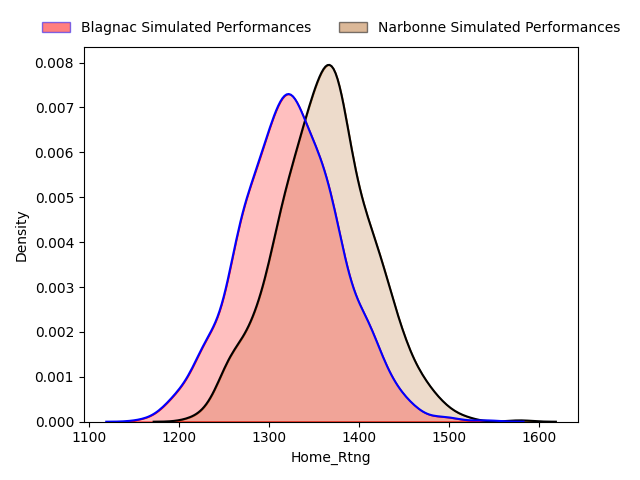 Blagnac Simulated Performances Narbonne Simulated Performances
0.008
0.007
0.006
0.005
0.004
0.003
0.002
0.001
0.000
Density
1100 1200 1300 1400 1500 1600
Home_Rtng